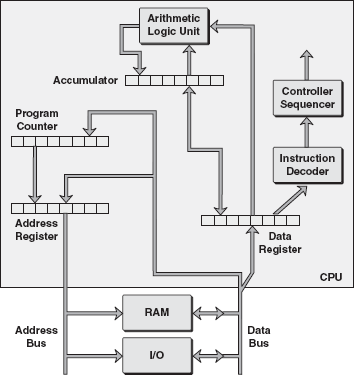 Arithmetic
Logic Unit
Accumulator
Controller
Sequencer
Program
Counter
Instruction
Decoder
Address
Register
Data
Register
CPU
RAM
Address
Bus
Data
Bus
I/O